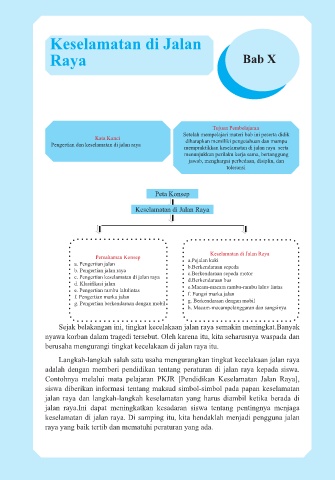 Keselamatan di Jalan
Raya
Bab X
Kata Kunci
Pengertian dan keselamatan di jalan raya
Tujuan Pembelajaran
Setelah mempelajari materi bab ini peserta didik
diharapkan memiliki pengetahuan dan mampu
mempraktikkan keselamatan di jalan raya serta
menunjukkan perilaku kerja sama, bertanggung
jawab, menghargai perbedaan, disiplin, dan
toleransi
Peta Konsep
Keselamatan di Jalan Raya
Pemahaman Konsep
a. Pengertian jalan
b. Pengertian jalan raya
c. Pengertian keselamatan di jalan raya
d. Klasifikasi jalan
e. Pengertian rambu lalulintas
f. Pengertian marka jalan
g. Pengertian berkendaraan dengan mobil
Keselamatan di Jalan Raya
a.Pejalan kaki
b.Berkendaraan sepeda
c.Berkendaraan sepeda motor
d.Berkendaraan bus
e.Macam-macam rambu-rambu lalu lintas
f. Fungsi marka jalan
g. Berkendaraan dengan mobil
h. Macam-macampelanggaran dan sangsinya
Sejak belakangan ini, tingkat kecelakaan jalan raya semakin meningkat.Banyak
nyawa korban dalam tragedi tersebut. Oleh karena itu, kita seharusnya waspada dan
berusaha mengurangi tingkat kecelakaan di jalan raya itu.
Langkah-langkah salah satu usaha mengurangkan tingkat kecelakaan jalan raya
adalah dengan memberi pendidikan tentang peraturan di jalan raya kepada siswa.
Contohnya melalui mata pelajaran PKJR [Pendidikan Keselamatan Jalan Raya],
siswa diberikan informasi tentang maksud simbol-simbol pada papan keselamatan
jalan raya dan langkah-langkah keselamatan yang harus diambil ketika berada di
jalan raya.Ini dapat meningkatkan kesadaran siswa tentang pentingnya menjaga
keselamatan di jalan raya. Di samping itu, kita hendaklah menjadi pengguna jalan
raya yang baik tertib dan mematuhi peraturan yang ada.